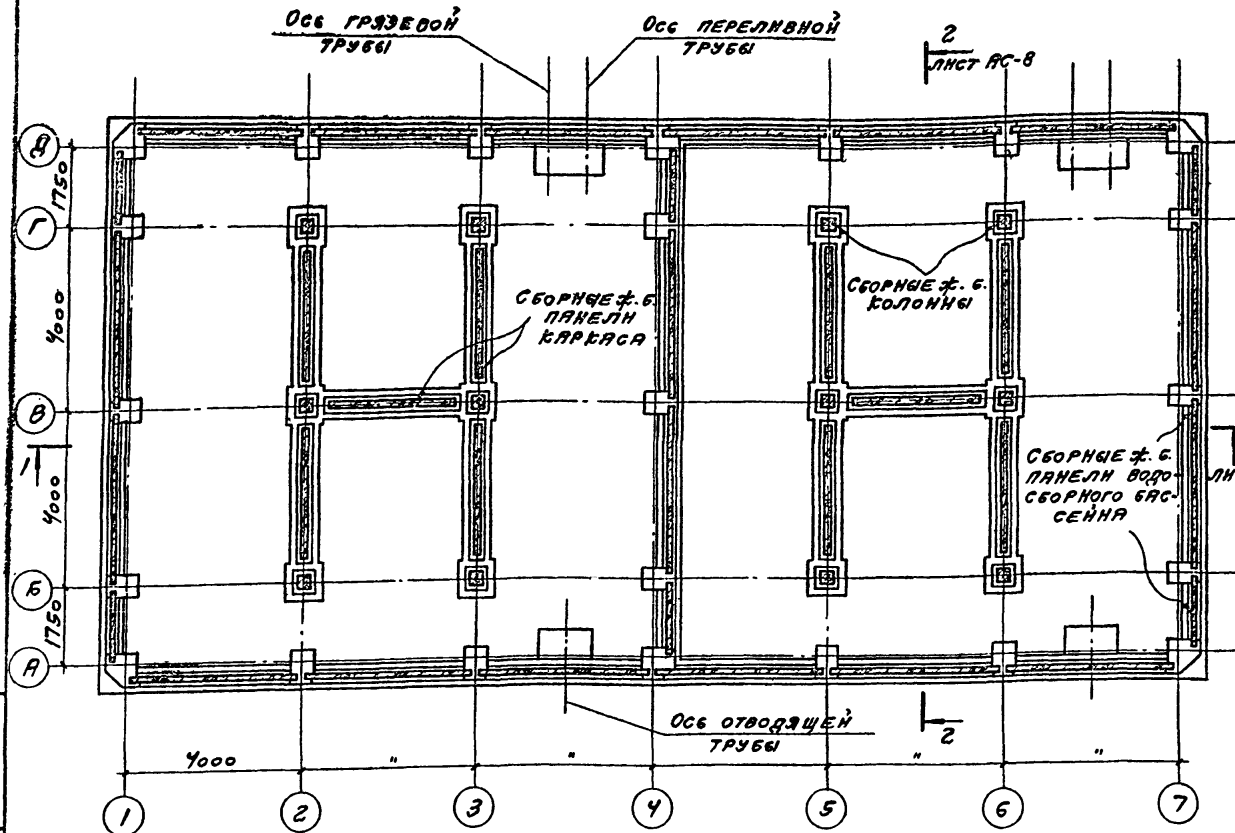 Ось грязевой
трубы
Ось переливной
трубы
2
лист АС-8
Д
1750
Г
4000
В
1
4000
Б
1750
А
Сборные ж.б.
панели
каркаса
Сборные ж.б.
колонны
Сборные ж.б.
панели водо-
сборного бас-
сейна
ли
Ось отводящей
трубы
2
4000 " " " "
1 2 3 4 5 6 7